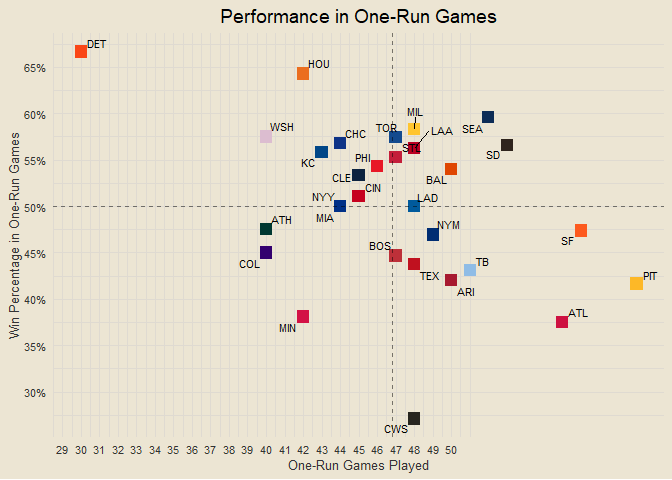 Performance in One-Run Games
DET
HOU
65%
MIL
60%
WSH
TOR
SEA
CHC
LAA
STL
SD
KC
PHI
55%
CLE
BAL
CIN
NYY
LAD
50%
MIA
ATH
NYM
BOS
SF
45%
COL
TB
TEX
PIT
ARI
40%
ATL
MIN
35%
30%
CWS
Win Percentage in One-Run Games
29 30 31 32 33 34 35 36 37 38 39 40 41 42 43 44 45 46 47 48 49 50
One-Run Games Played